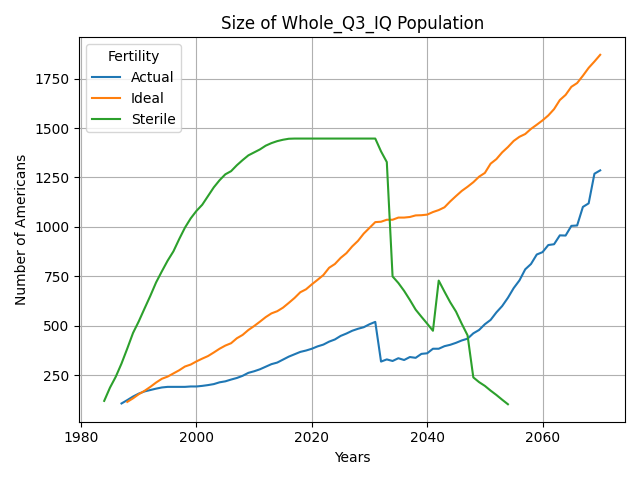 Size of Whole_Q3_IQ Population
Fertility
Actual
Ideal
Sterile
Number of Americans
1750
1500
1250
1000
750
500
250
1980
2000
2020
2040
2060
Years